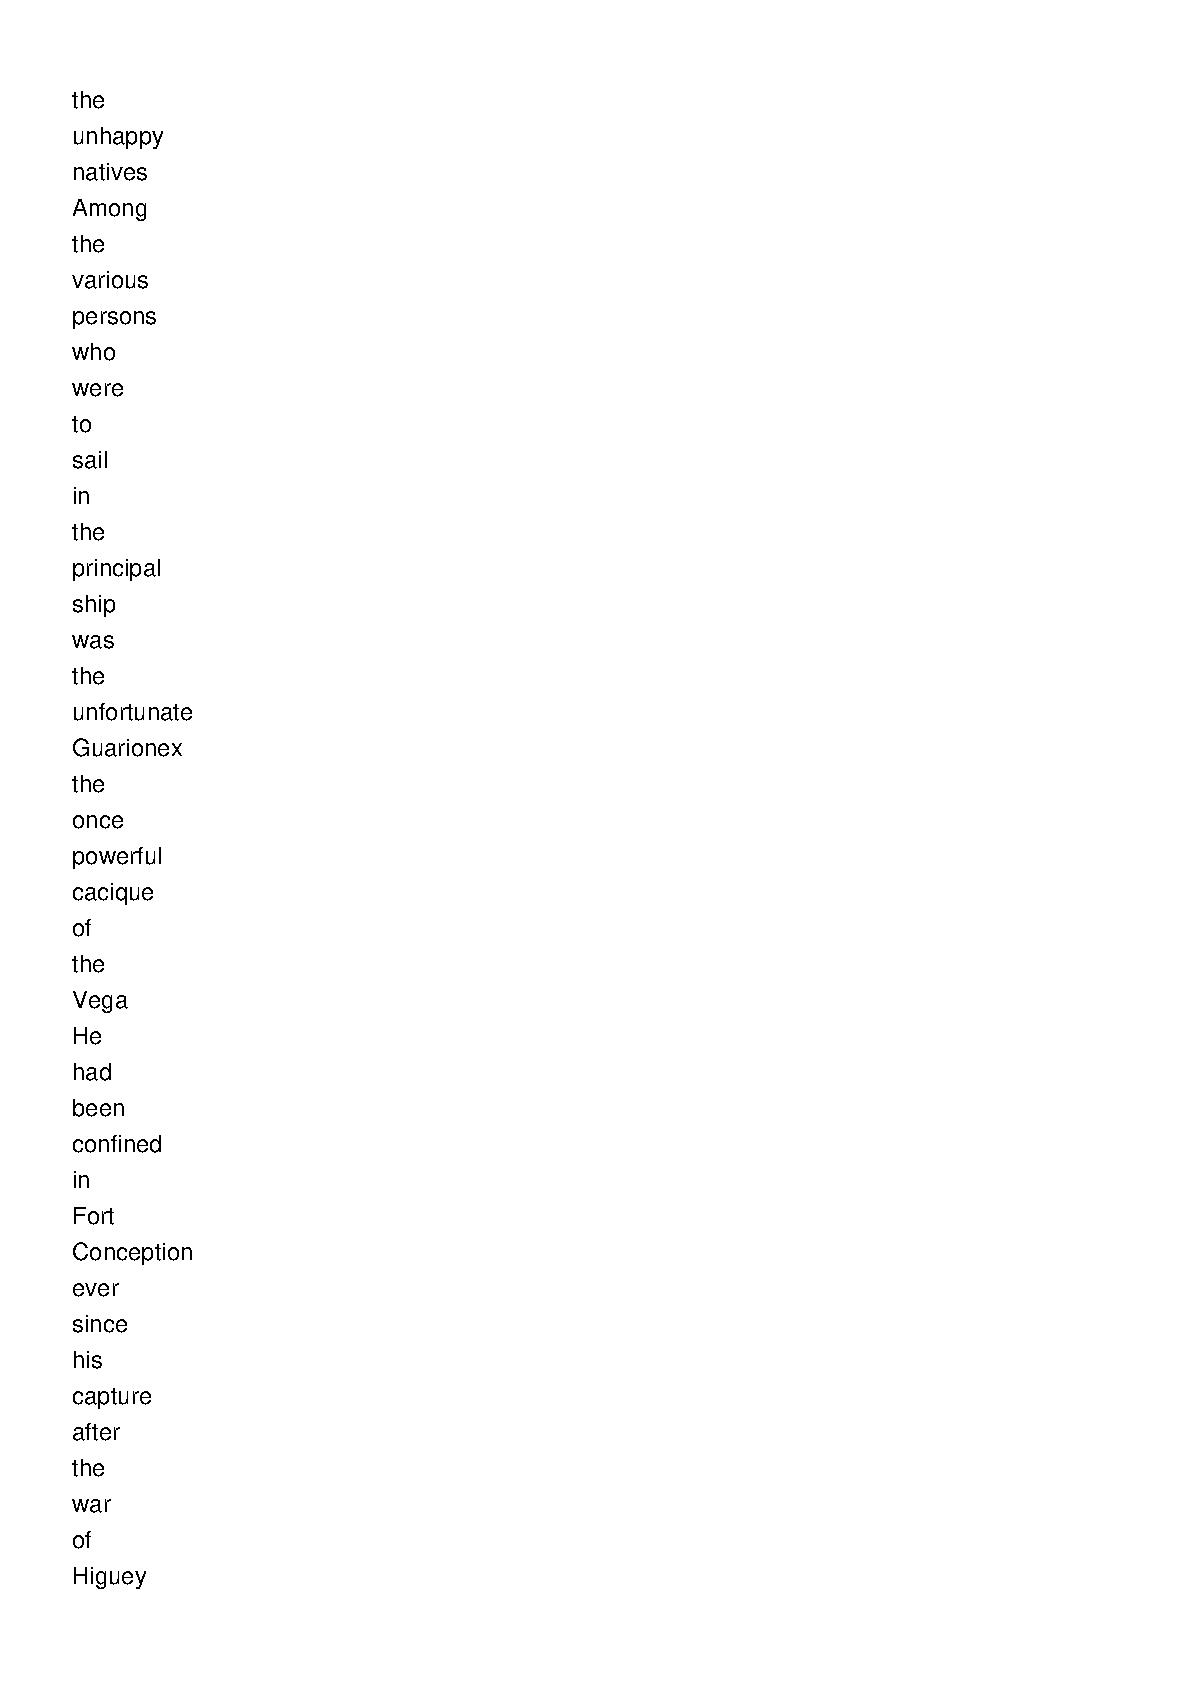 the
unhappy
natives
Among
the
various
persons
who
were
to
sail
in
the
principal
ship
was
the
unfortunate
Guarionex
the
once
powerful
cacique
of
the
Vega
He
had
been
confined
in
Fort
Conception
ever
since
his
capture
after
the
war
of
Higuey